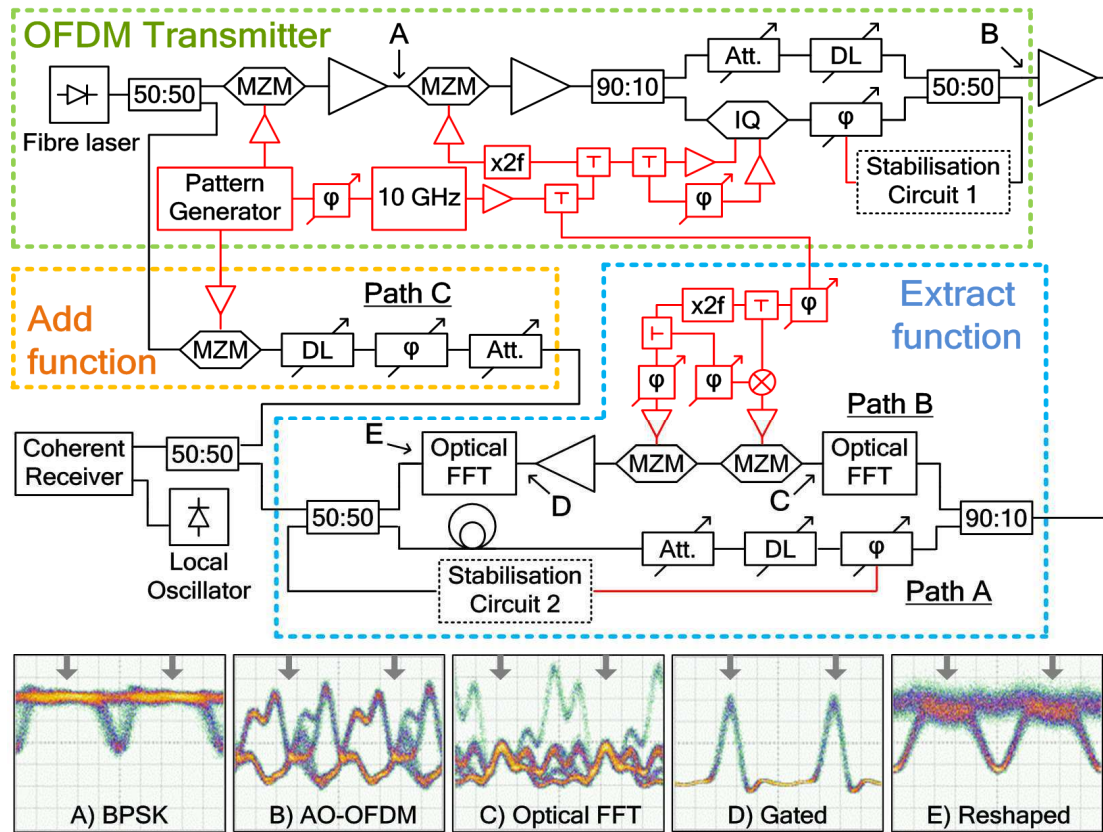 OFDM Transmitter
A
B
Att.
DL
MZM
MZM
50:50
90:10
50:50
IQ
φ
Fibre laser
x2f
Pattern
Generator
φ
10 GHz
φ
Stabilisation
Circuit 1
Path C
φ
x2f
Extract
function
Add
function
MZM
DL
φ
Att.
φ
φ
Path B
Coherent
Receiver
50:50
E
Optical
FFT
MZM
MZM
Optical
FFT
D
C
50:50
90:10
Local
Oscillator
Att.
DL
φ
Stabilisation
Circuit 2
Path A
A) BPSK
B) AO-OFDM
C) Optical FFT
D) Gated
E) Reshaped